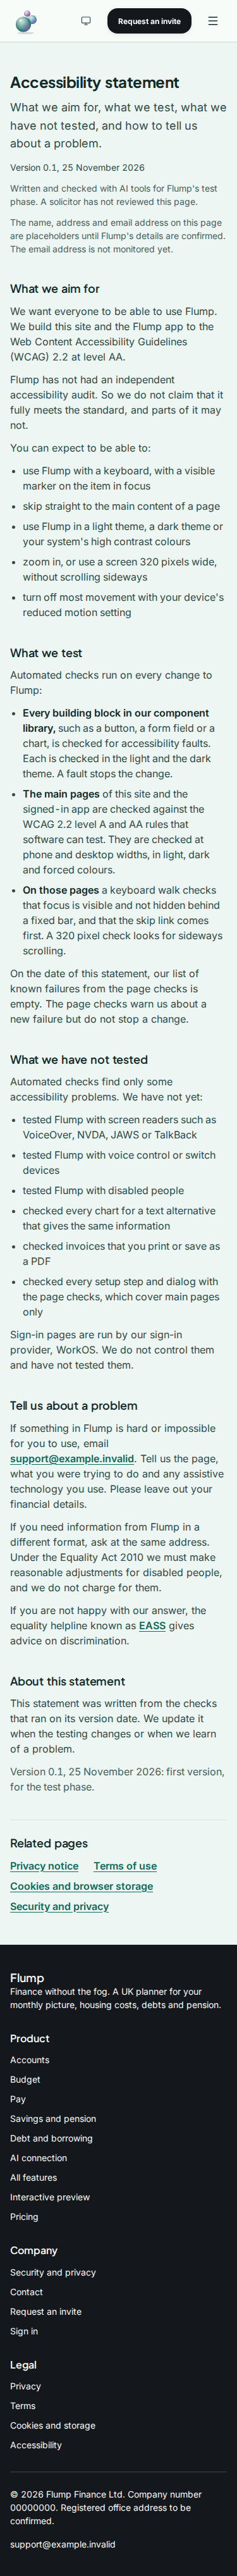 Request an invite
Accessibility statement
What we aim for, what we test, what we
have not tested, and how to tell us
about a problem.
Version 0.1, 25 November 2026
Written and checked with AI tools for Flump's test
phase. A solicitor has not reviewed this page.
The name, address and email address on this page
are placeholders until Flump's details are confirmed.
The email address is not monitored yet.
What we aim for
We want everyone to be able to use Flump.
We build this site and the Flump app to the
Web Content Accessibility Guidelines
(WCAG) 2.2 at level AA.
Flump has not had an independent
accessibility audit. So we do not claim that it
fully meets the standard, and parts of it may
not.
You can expect to be able to:
• use Flump with a keyboard, with a visible
marker on the item in focus
• skip straight to the main content of a page
• use Flump in a light theme, a dark theme or
your system's high contrast colours
• zoom in, or use a screen 320 pixels wide,
without scrolling sideways
• turn off most movement with your device's
reduced motion setting
What we test
Automated checks run on every change to
Flump:
• Every building block in our component
library, such as a button, a form field or a
chart, is checked for accessibility faults.
Each is checked in the light and the dark
theme. A fault stops the change.
• The main pages of this site and the
signed-in app are checked against the
WCAG 2.2 level A and AA rules that
software can test. They are checked at
phone and desktop widths, in light, dark
and forced colours.
• On those pages a keyboard walk checks
that focus is visible and not hidden behind
a fixed bar, and that the skip link comes
first. A 320 pixel check looks for sideways
scrolling.
On the date of this statement, our list of
known failures from the page checks is
empty. The page checks warn us about a
new failure but do not stop a change.
What we have not tested
Automated checks find only some
accessibility problems. We have not yet:
• tested Flump with screen readers such as
VoiceOver, NVDA, JAWS or TalkBack
• tested Flump with voice control or switch
devices
• tested Flump with disabled people
• checked every chart for a text alternative
that gives the same information
• checked invoices that you print or save as
a PDF
• checked every setup step and dialog with
the page checks, which cover main pages
only
Sign-in pages are run by our sign-in
provider, WorkOS. We do not control them
and have not tested them.
Tell us about a problem
If something in Flump is hard or impossible
for you to use, email
support@example.invalid. Tell us the page,
what you were trying to do and any assistive
technology you use. Please leave out your
financial details.
If you need information from Flump in a
different format, ask at the same address.
Under the Equality Act 2010 we must make
reasonable adjustments for disabled people,
and we do not charge for them.
If you are not happy with our answer, the
equality helpline known as EASS gives
advice on discrimination.
About this statement
This statement was written from the checks
that ran on its version date. We update it
when the testing changes or when we learn
of a problem.
Version 0.1, 25 November 2026: first version,
for the test phase.
Related pages
Privacy notice Terms of use
Cookies and browser storage
Security and privacy
Flump
Finance without the fog. A UK planner for your
monthly picture, housing costs, debts and pension.
Product
Accounts
Budget
Pay
Savings and pension
Debt and borrowing
AI connection
All features
Interactive preview
Pricing
Company
Security and privacy
Contact
Request an invite
Sign in
Legal
Privacy
Terms
Cookies and storage
Accessibility
© 2026 Flump Finance Ltd. Company number
00000000. Registered office address to be
confirmed.
support@example.invalid